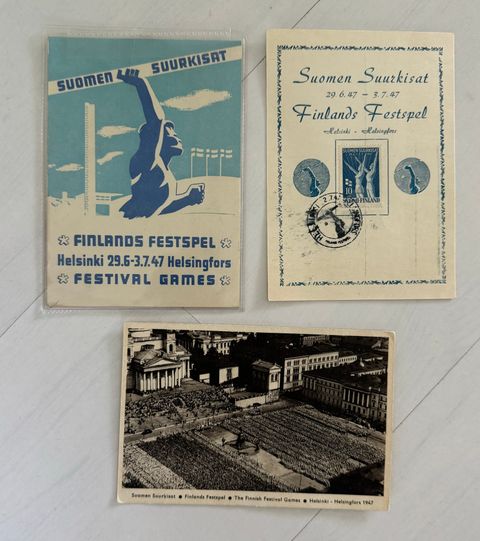 SUOMEN SUURKISAT
FINLANDS FESTSPEL
Helsinki 29.6-3.7.47 Helsingfors
FESTIVAL GAMES
Suomen Suurkisat
29.6.47 — 3.7.47
Finlands Festspel
Helsinki - Helsingfors
SUOMEN SUURKISAT
10
SUOMI FINLAND
Suomen Suurkisat ● Finlands Festspel ● The Finnish Festival Games ● Helsinki - Helsingfors 1947